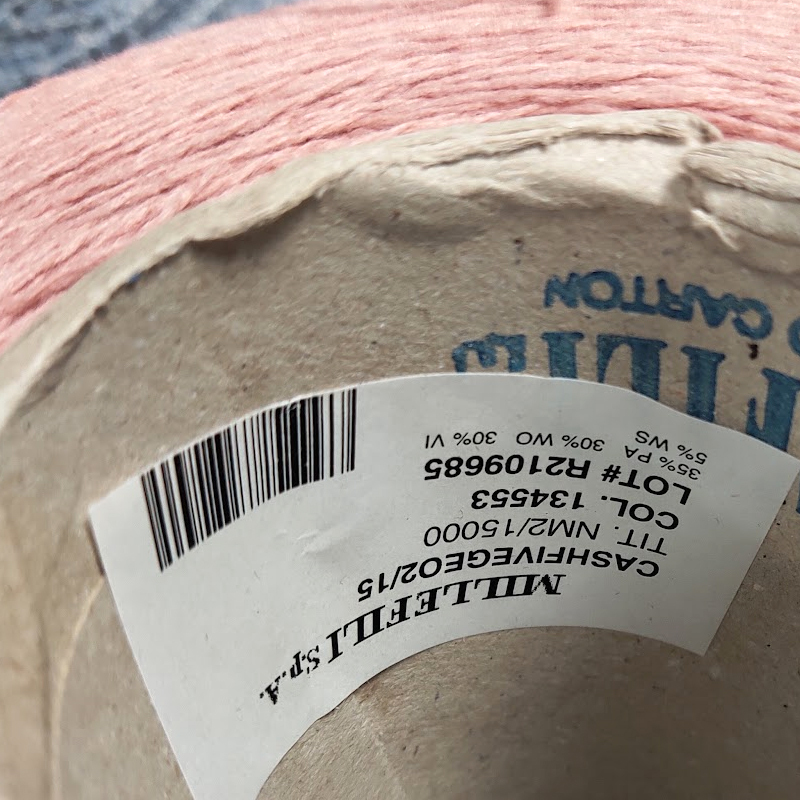 MILLEFILI S.p.A.
CASHFIVEGEO2/15
TIT. NM2/15000
COL. 134553
LOT# R2109685
35% PA 30% WO 30% VI
5% WS
CARTON